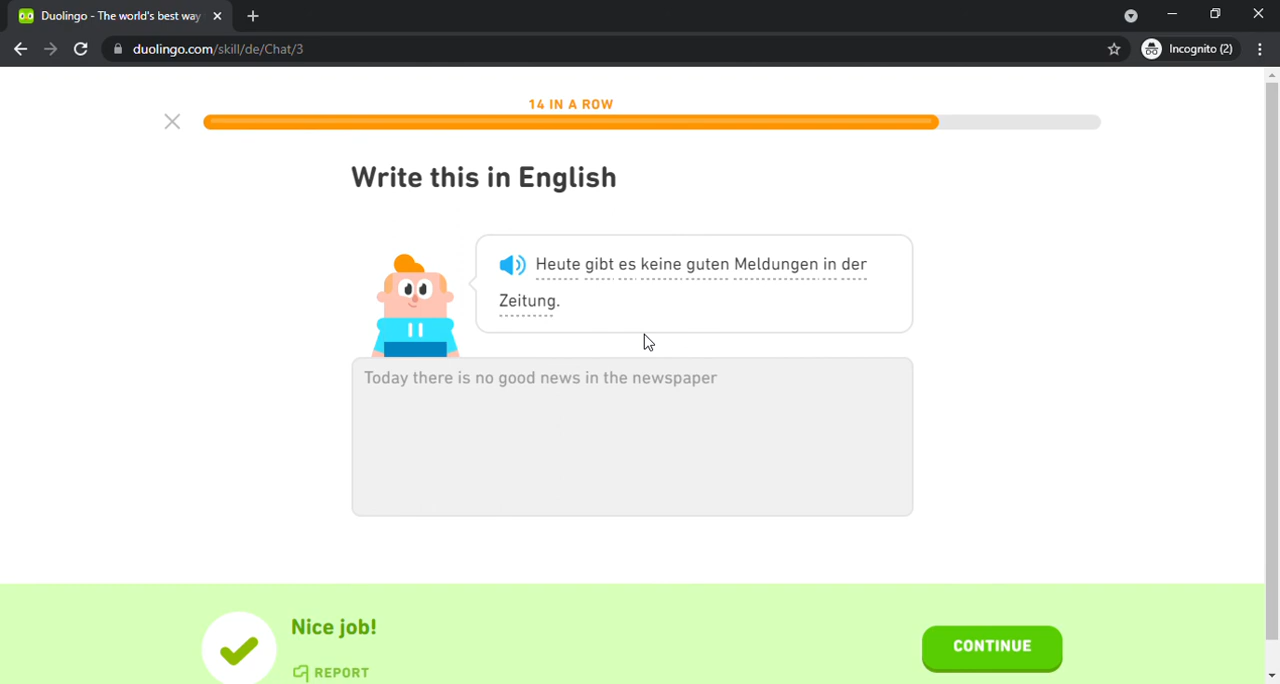 Duolingo - The world's best way
duolingo.com/skill/de/Chat/3
Incognito (2)
14 IN A ROW
Write this in English
Heute gibt es keine guten Meldungen in der
Zeitung.
Today there is no good news in the newspaper
Nice job!
CONTINUE
REPORT